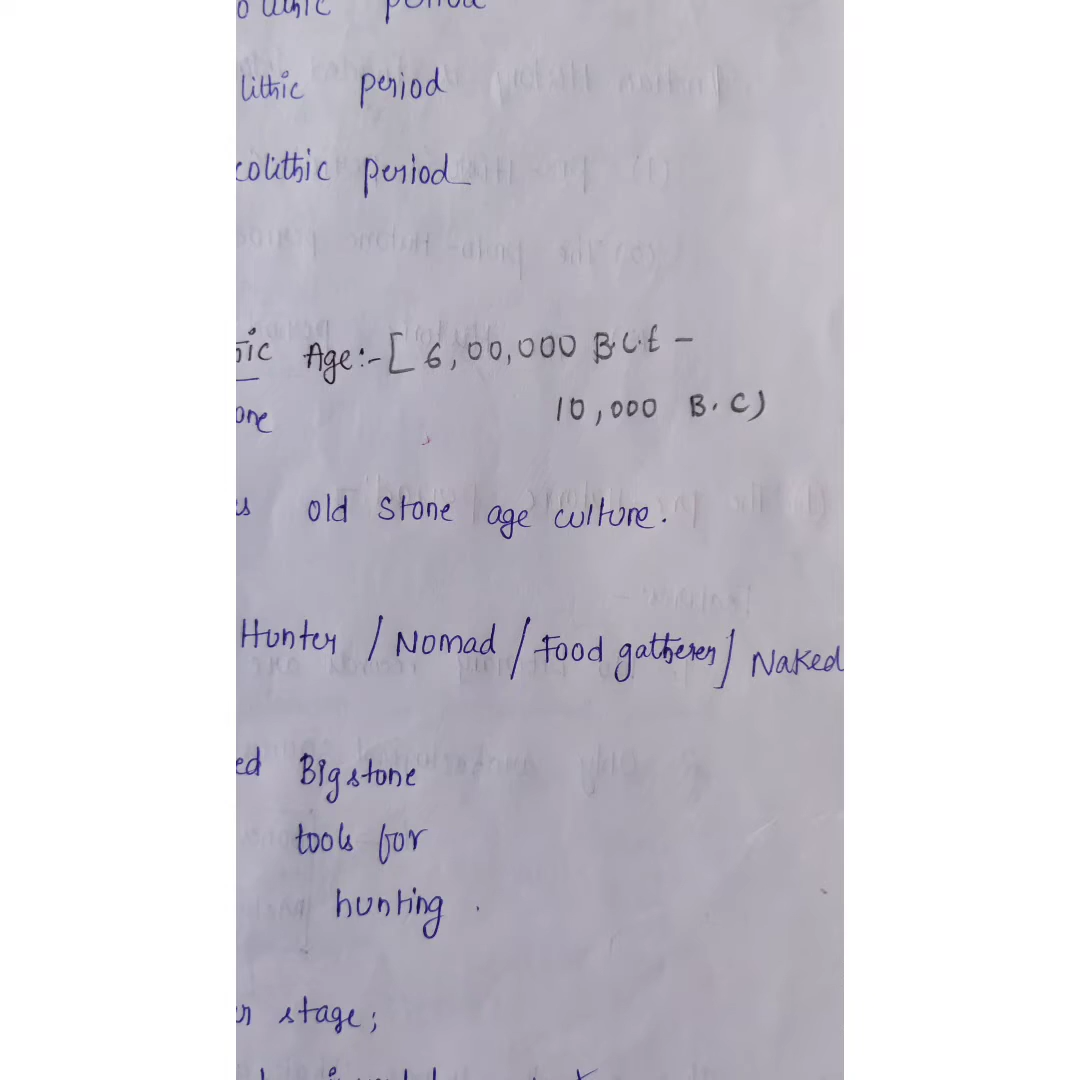 lithic period
colithic period
Age:- [ 6,00,000 B.C.E -
10,000 B.C)
one
old stone age culture.
Hunter / Nomad / Food gatherer / Naked
ed Big stone
tools for
hunting.
stage;